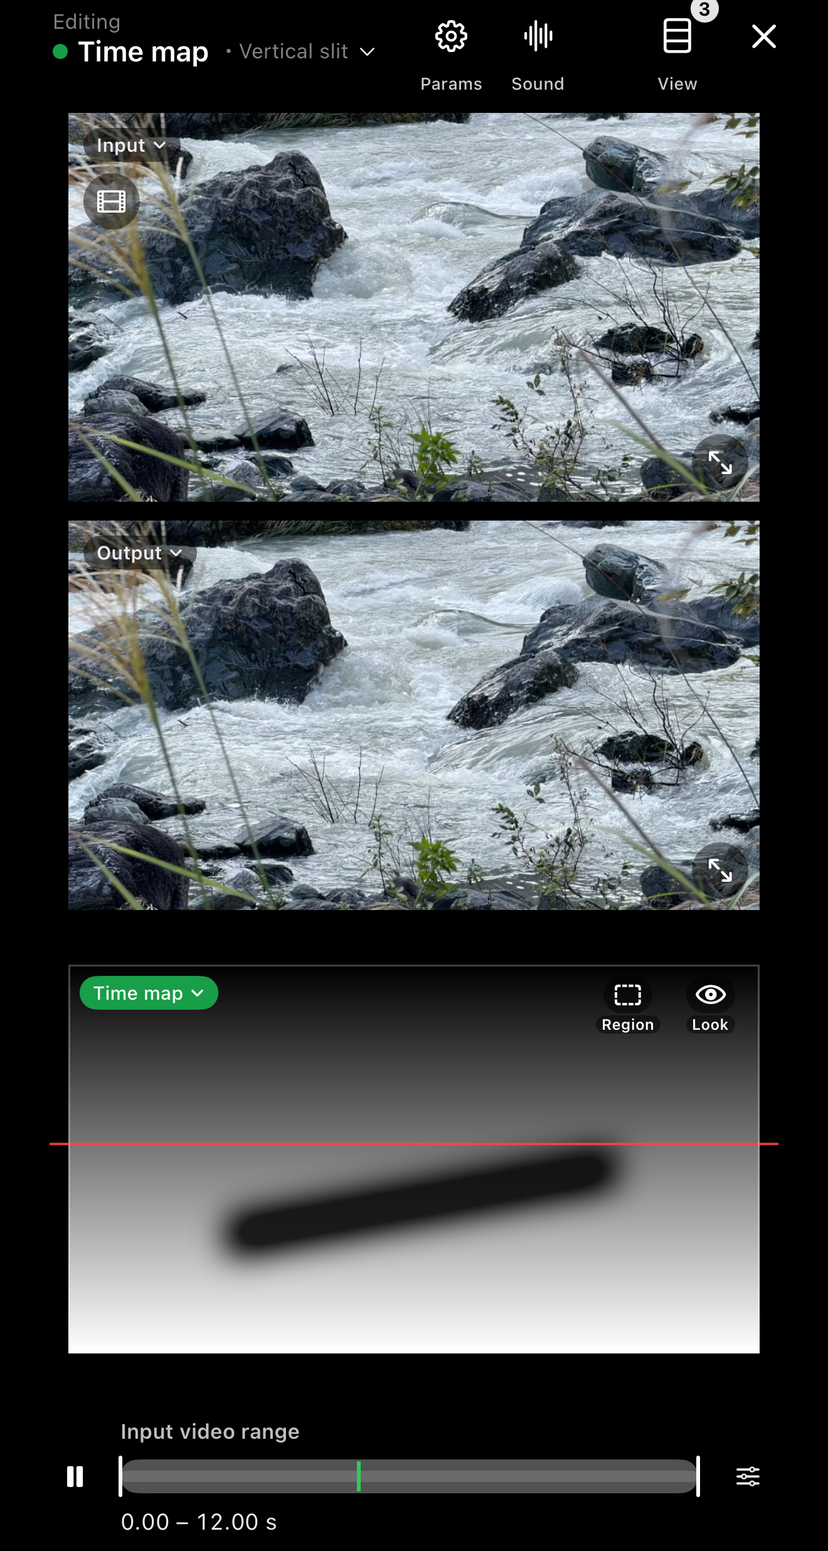 Editing
Time map · Vertical slit
3
Params
Sound
View
Input
Output
Time map
Region
Look
Input video range
0.00 – 12.00 s